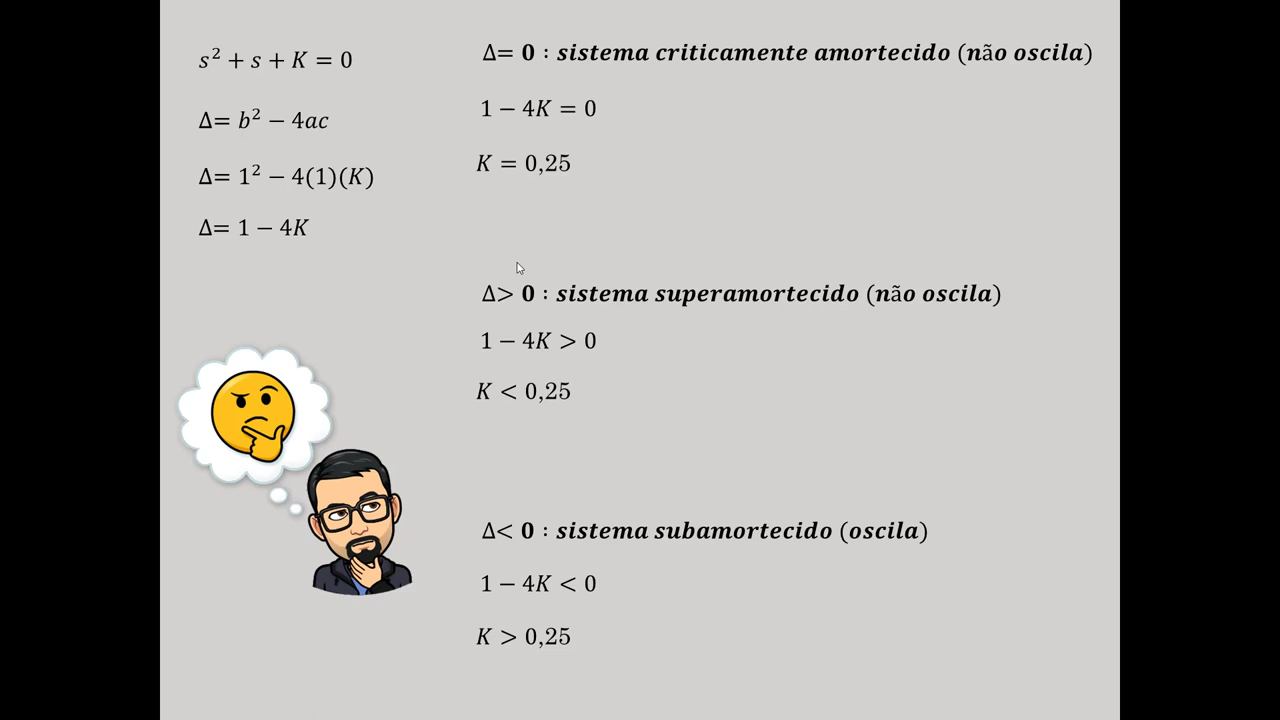 s² + s + K = 0
Δ= b² − 4ac
Δ= 1² − 4(1)(K)
Δ= 1 − 4K
Δ= 0 : sistema criticamente amortecido (não oscila)
1 − 4K = 0
K = 0,25
Δ> 0 : sistema superamortecido (não oscila)
1 − 4K > 0
K < 0,25
Δ< 0 : sistema subamortecido (oscila)
1 − 4K < 0
K > 0,25